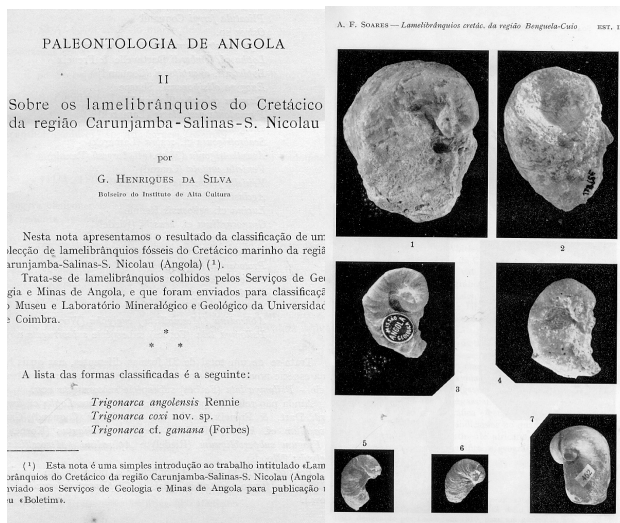 PALEONTOLOGIA DE ANGOLA
II
Sobre os lamelibrânquios do Cretácico
da região Carunjamba-Salinas-S. Nicolau
por
G. HENRIQUES DA SILVA
Bolseiro do Instituto de Alta Cultura
Nesta nota apresentamos o resultado da classificação de um
olecção de lamelibrânquios fósseis do Cretácico marinho da regiã
arunjamba-Salinas-S. Nicolau (Angola) (¹).
Trata-se de lamelibrânquios colhidos pelos Serviços de Geo
gia e Minas de Angola, e que foram enviados para classificaçã
o Museu e Laboratório Mineralógico e Geológico da Universidad
e Coimbra.
*
* *
A lista das formas classificadas é a seguinte:
Trigonarca angolensis Rennie
Trigonarca coxi nov. sp.
Trigonarca cf. gamana (Forbes)
(¹) Esta nota é uma simples introdução ao trabalho intitulado «Lam
brânquios do Cretácico da região Carunjamba-Salinas-S. Nicolau (Angola
nviado aos Serviços de Geologia e Minas de Angola para publicação
eu «Boletim».
A. F. SOARES — Lamelibrânquios cretác. da região Benguela-Cuio
EST. 1
1
2
MISSÃO
ANGOLA
3
4
5
6
7